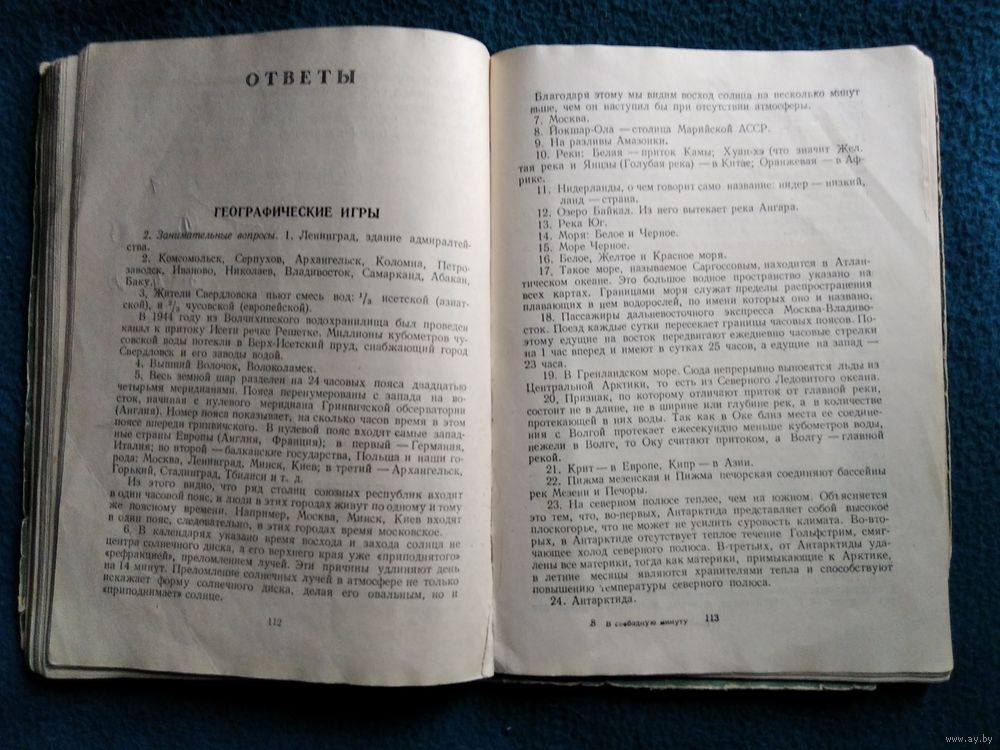 ОТВЕТЫ
ГЕОГРАФИЧЕСКИЕ ИГРЫ
2. Занимательные вопросы. 1. Ленинград, здание адмиралтей-
ства.
2. Комсомольск, Серпухов, Архангельск, Коломна, Петро-
заводск, Иваново, Николаев, Владивосток, Самарканд, Абакан,
Баку.
3. Жители Свердловска пьют смесь вод: 1/3 исетской (азиат-
ской), и 2/3 чусовской (европейской).
В 1944 году из Волчихинского водохранилища был проведен
канал к притоку Исети речке Решетке. Миллионы кубометров чу-
совской воды потекли в Верх-Исетский пруд, снабжающий город
Свердловск и его заводы водой.
4. Вышний Волочок, Волоколамск.
5. Весь земной шар разделен на 24 часовых пояса двадцатью
четырьмя меридианами. Пояса перенумерованы с запада на во-
сток, начиная с нулевого меридиана Гринвичской обсерватории
(Англия). Номер пояса показывает, на сколько часов время в этом
поясе впереди гринвичского. В нулевой пояс входят самые запад-
ные страны Европы (Англия, Франция); в первый — Германия,
Италия; во второй — балканские государства, Польша и наши го-
рода: Москва, Ленинград, Минск, Киев; в третий — Архангельск,
Горький, Сталинград, Тбилиси и т. д.
Из этого видно, что ряд столиц союзных республик входят
в один часовой пояс, и люди в этих городах живут по одному и тому
же поясному времени. Например, Москва, Минск, Киев входят
в один пояс, следовательно, в этих городах время московское.
6. В календарях указано время восхода и захода солнца не
центра солнечного диска, а его верхнего края уже «приподнятого»
«рефракцией», преломлением лучей. Эти причины удлиняют день
на 14 минут. Преломление солнечных лучей в атмосфере не только
искажает форму солнечного диска, делая его овальным, но и
«приподнимает» солнце.
112
Благодаря этому мы видим восход солнца на несколько минут
ньше, чем он наступил бы при отсутствии атмосферы.
7. Москва.
8. Йокшар-Ола — столица Марийской АССР.
9. На разливы Амазонки.
10. Реки: Белая — приток Камы; Хуан-хэ (что значит Жел-
тая река и Янцзы (Голубая река) — в Китае; Оранжевая — в Аф-
рике.
11. Нидерланды, о чем говорит само название: нидер — низкий,
ланд — страна.
12. Озеро Байкал. Из него вытекает река Ангара.
13. Река Юг.
14. Моря: Белое и Черное.
15. Море Черное.
16. Белое, Желтое и Красное моря.
17. Такое море, называемое Саргоссовым, находится в Атлан-
тическом океане. Это большое водное пространство указано на
всех картах. Границами моря служат пределы распространения
плавающих в нем водорослей, по имени которых оно и названо.
18. Пассажиры дальневосточного экспресса Москва-Владиво-
сток. Поезд каждые сутки пересекает границы часовых поясов. По-
этому едущие на восток передвигают ежедневно часовые стрелки
на 1 час вперед и имеют в сутках 25 часов, а едущие на запад —
23 часа.
19. В Гренландском море. Сюда непрерывно выносятся льды из
Центральной Арктики, то есть из Северного Ледовитого океана.
20. Признак, по которому отличают приток от главной реки,
состоит не в длине, не в ширине или глубине рек, а в количестве
протекающей в них воды. Так как в Оке близ места ее соедине-
ния с Волгой протекает ежесекундно меньше кубометров воды,
нежели в Волге, то Оку считают притоком, а Волгу — главной
рекой.
21. Крит — в Европе, Кипр — в Азии.
22. Пижма мезенская и Пижма печорская соединяют бассейны
рек Мезени и Печоры.
23. На северном полюсе теплее, чем на южном. Объясняется
это тем, что, во-первых, Антарктида представляет собой высокое
плоскогорье, что не может не усилить суровость климата. Во-вто-
рых, в Антарктиде отсутствует теплое течение Гольфстрим, смяг-
чающее холод северного полюса. В-третьих, от Антарктиды уда-
лены все материки, тогда как материки, примыкающие к Арктике,
в летние месяцы являются хранителями тепла и способствуют
повышению температуры северного полюса.
24. Антарктида.
8 В свободную минуту 113
www.ay.by